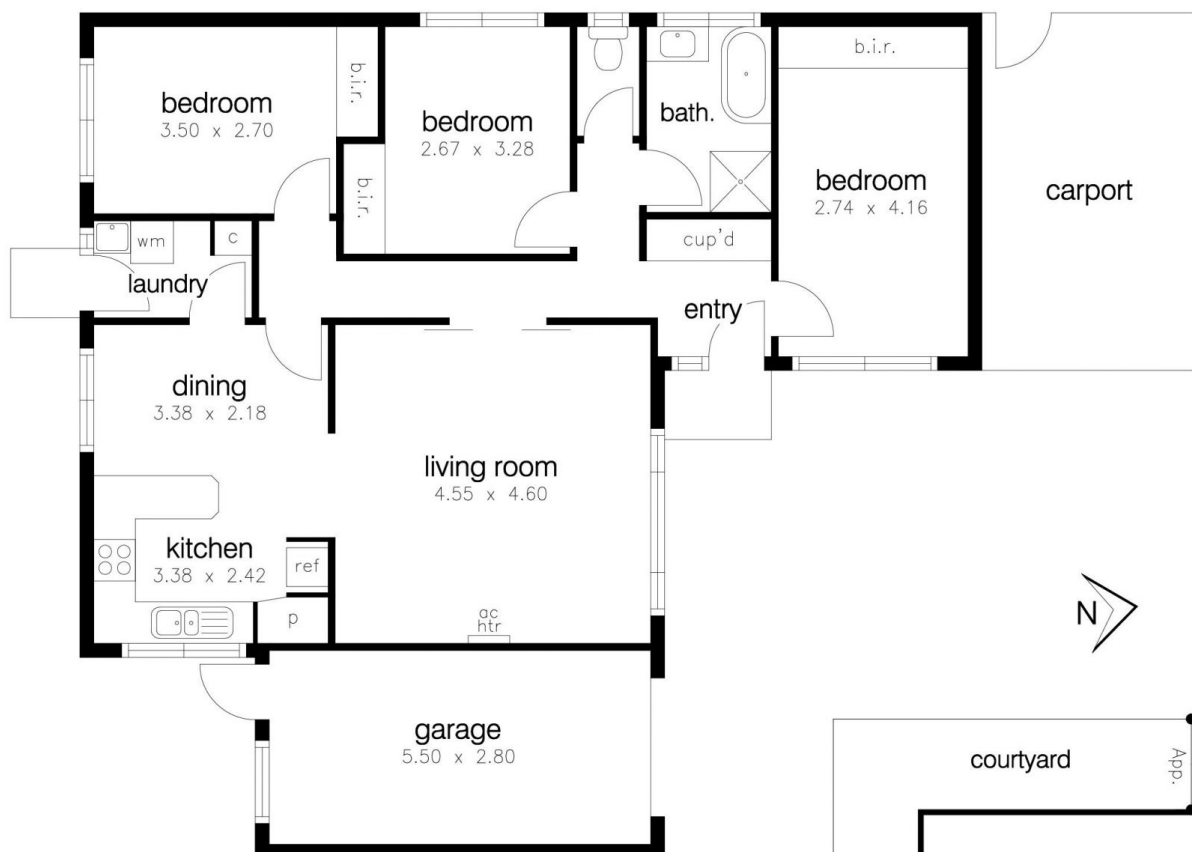 bedroom
3.50 x 2.70
b.i.r.
bedroom
2.67 x 3.28
b.i.r.
bath.
b.i.r.
bedroom
2.74 x 4.16
carport
wm
c
laundry
cup'd
entry
dining
3.38 x 2.18
living room
4.55 x 4.60
kitchen
3.38 x 2.42
ref
p
ac
htr
N
garage
5.50 x 2.80
courtyard
App.